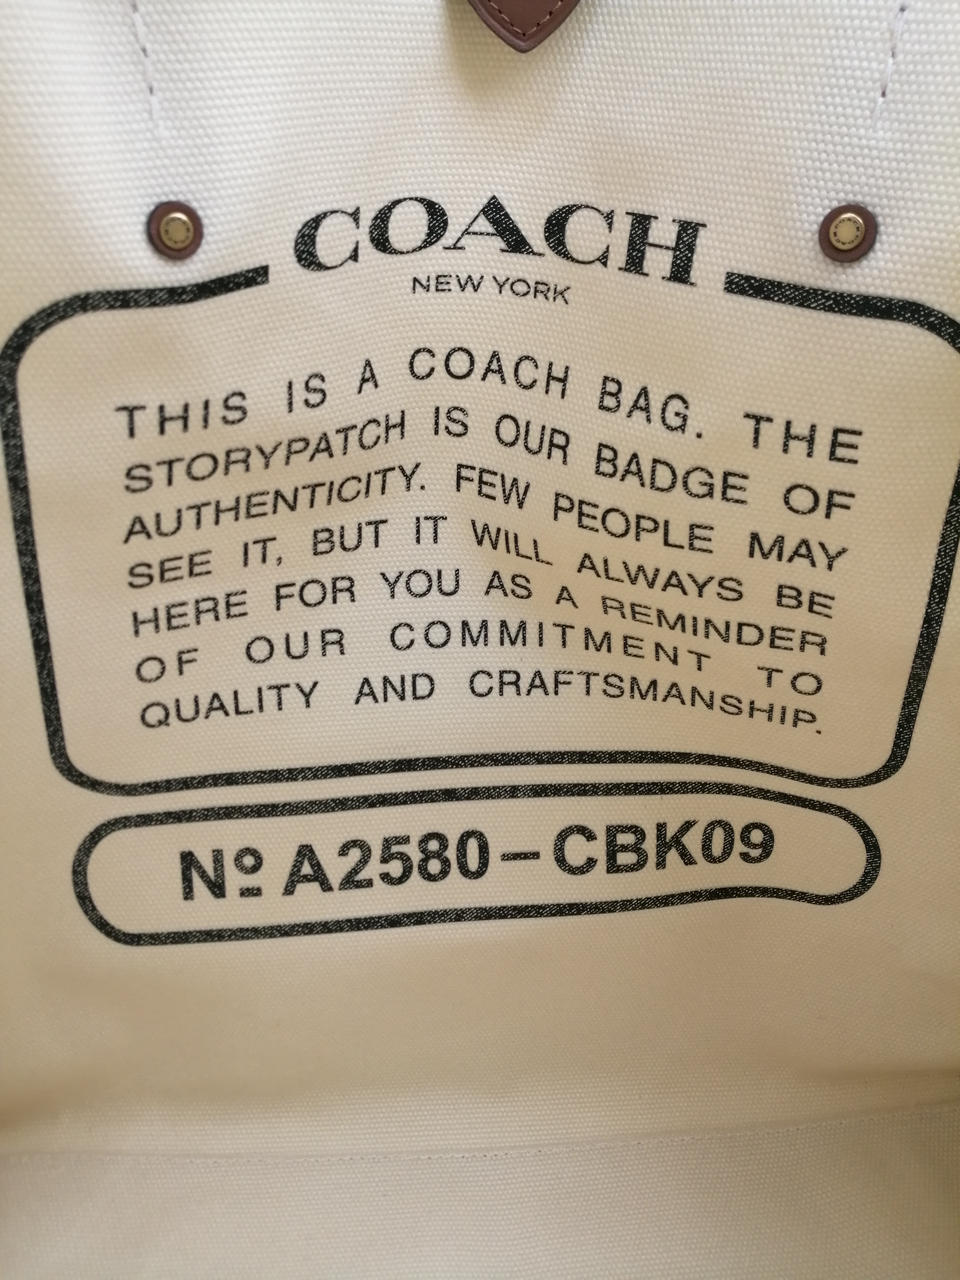 COACH
NEW YORK
THIS IS A COACH BAG. THE
STORYPATCH IS OUR BADGE OF
AUTHENTICITY. FEW PEOPLE MAY
SEE IT, BUT IT WILL ALWAYS BE
HERE FOR YOU AS A REMINDER
OF OUR COMMITMENT TO
QUALITY AND CRAFTSMANSHIP.
Nº A2580-CBK09